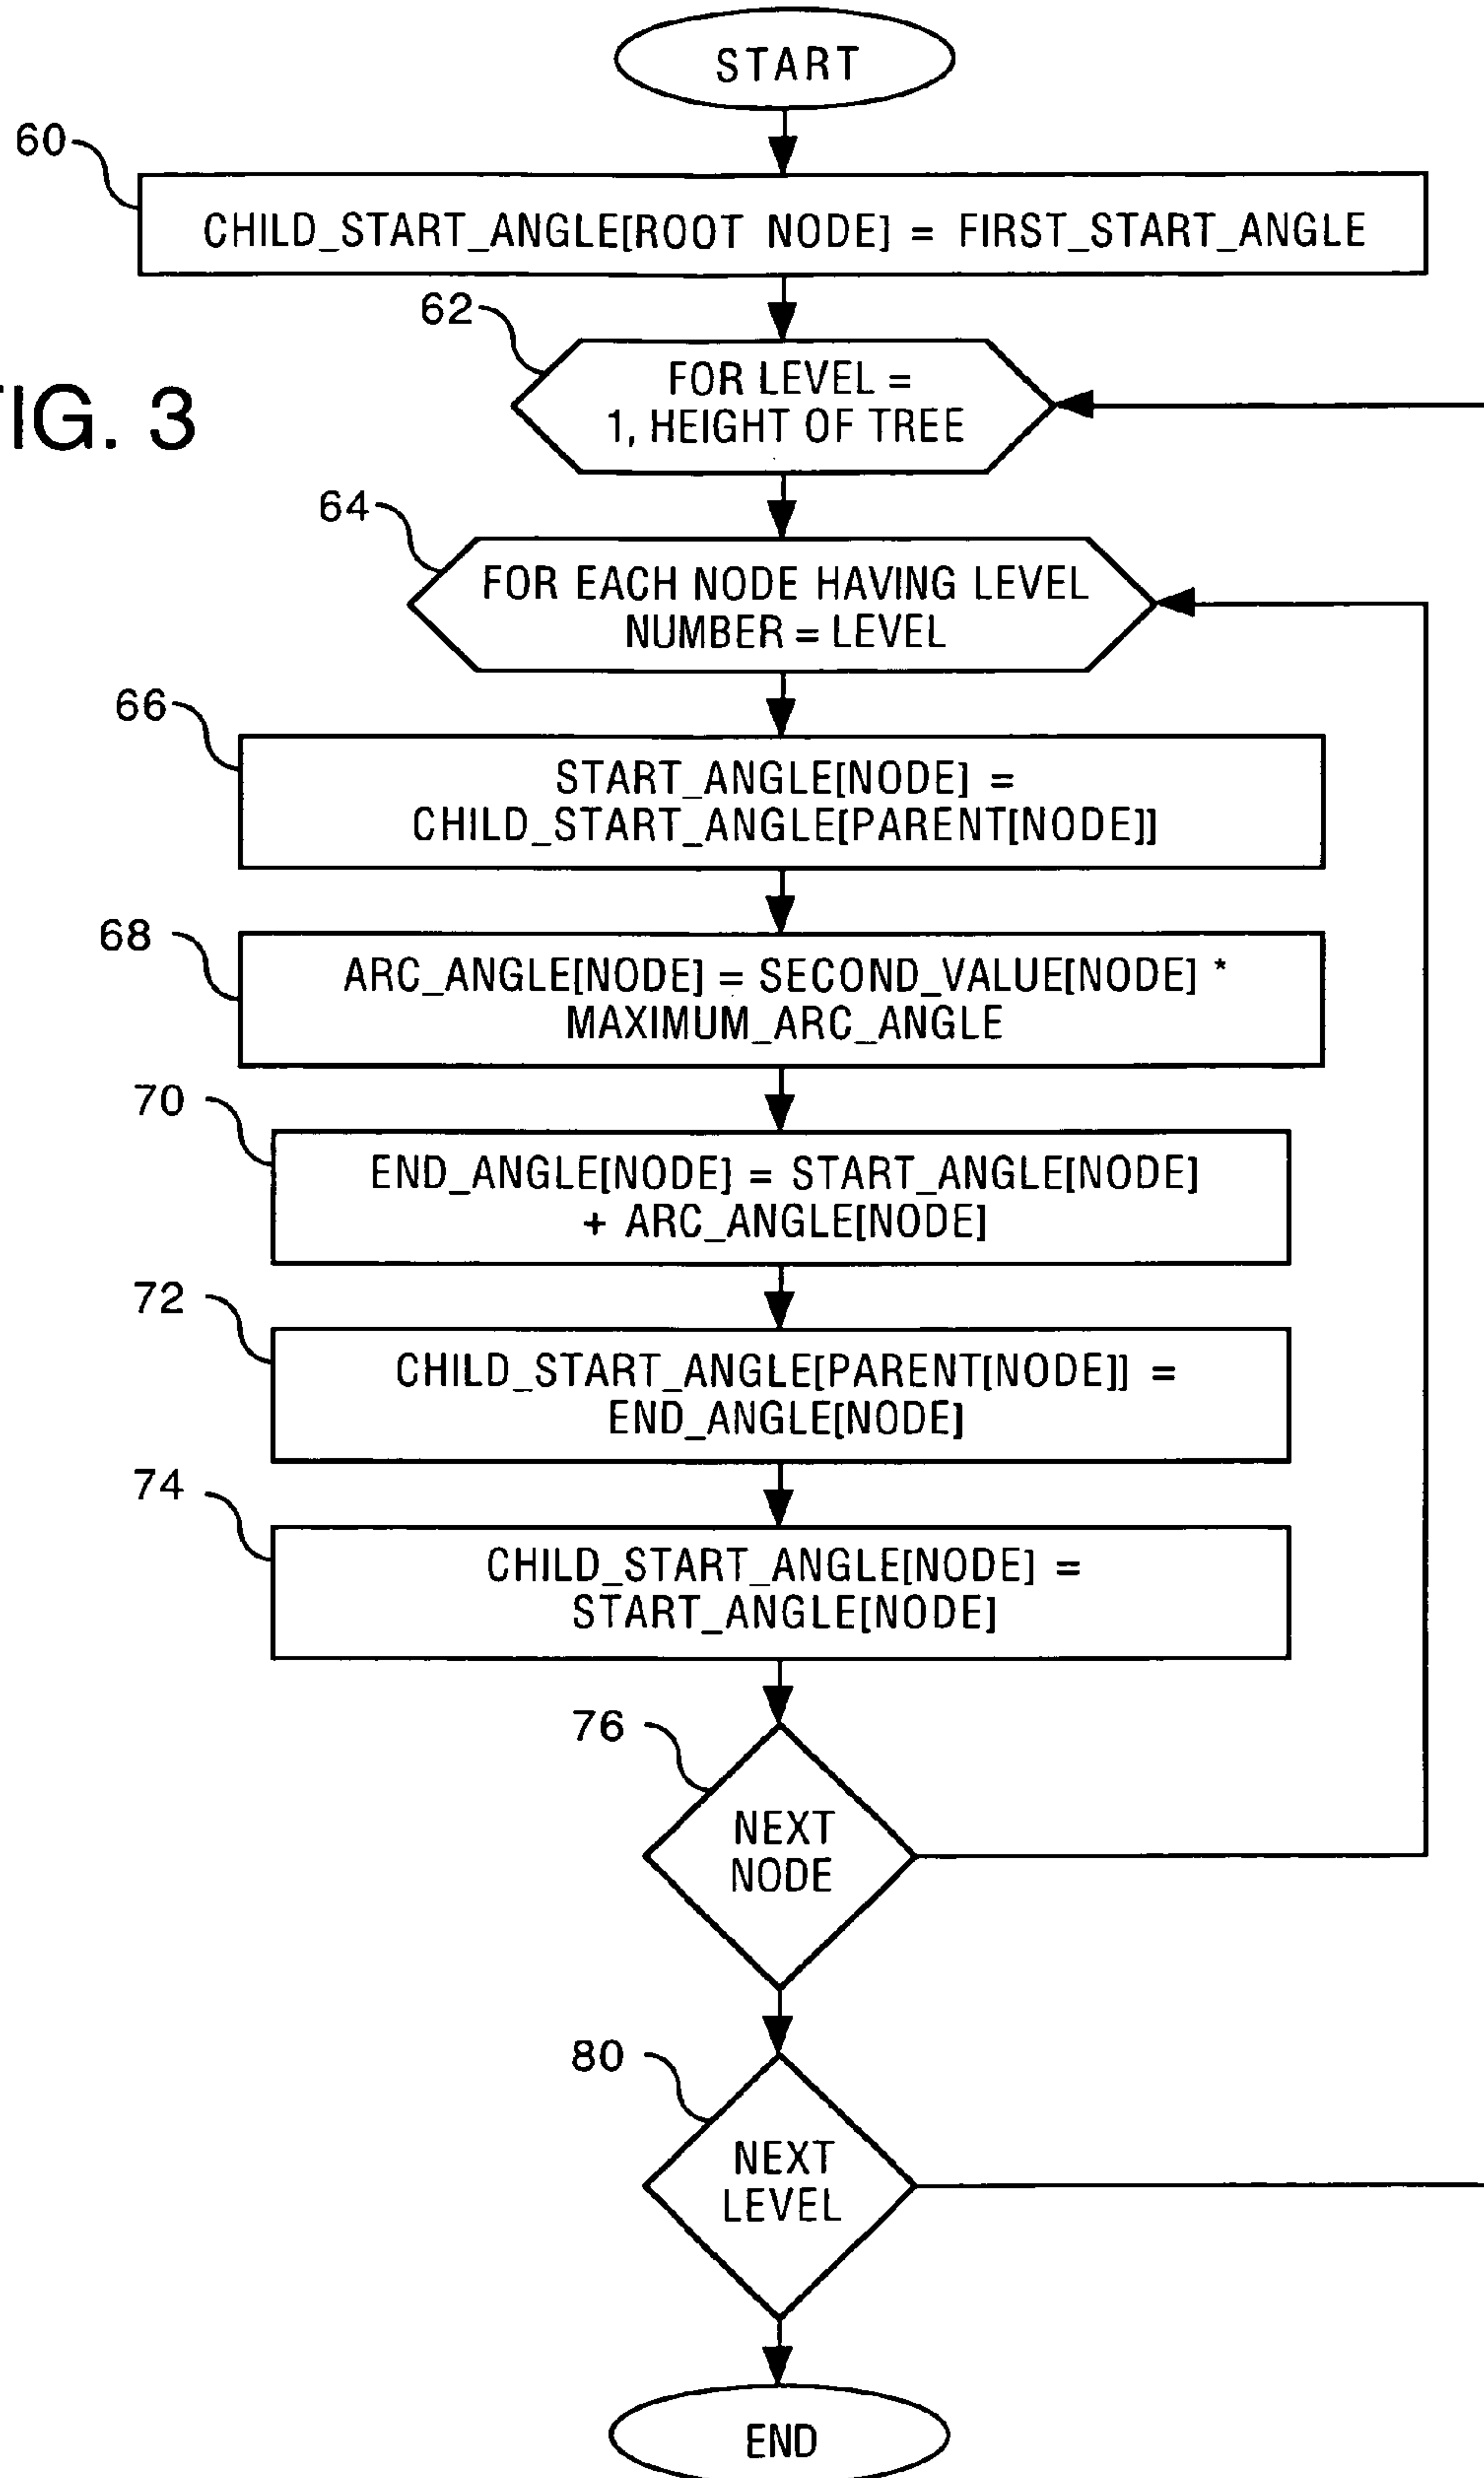 START
60
CHILD_START_ANGLE[ROOT NODE] = FIRST_START_ANGLE
62
FOR LEVEL =
1, HEIGHT OF TREE
IG. 3
64
FOR EACH NODE HAVING LEVEL
NUMBER = LEVEL
66
START_ANGLE[NODE] =
CHILD_START_ANGLE[PARENT[NODE]]
68
ARC_ANGLE[NODE] = SECOND_VALUE[NODE] *
MAXIMUM_ARC_ANGLE
70
END_ANGLE[NODE] = START_ANGLE[NODE]
+ ARC_ANGLE[NODE]
72
CHILD_START_ANGLE[PARENT[NODE]] =
END_ANGLE[NODE]
74
CHILD_START_ANGLE[NODE] =
START_ANGLE[NODE]
76
NEXT
NODE
80
NEXT
LEVEL
END